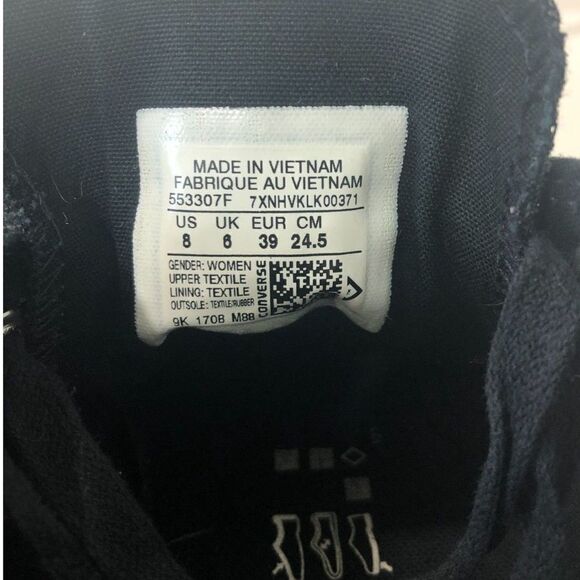 MADE IN VIETNAM
FABRIQUE AU VIETNAM
553307F 7XNHVKLK00371
US UK EUR CM
8 6 39 24.5
GENDER: WOMEN
UPPER: TEXTILE
LINING: TEXTILE
OUTSOLE: TEXTILE/RUBBER
9K 1708 M8B
CONVERSE